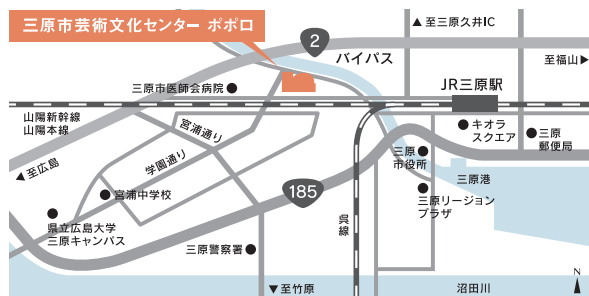 三原市芸術文化センター ポポロ
2
バイパス
▲至三原久井IC
至福山▶
JR三原駅
三原市医師会病院
山陽新幹線
山陽本線
宮浦通り
学園通り
キオラ
スクエア
三原
郵便局
三原
市役所
◀至広島
宮浦中学校
185
三原港
三原リージョン
プラザ
県立広島大学
三原キャンパス
呉線
三原警察署
▼至竹原
沼田川
N